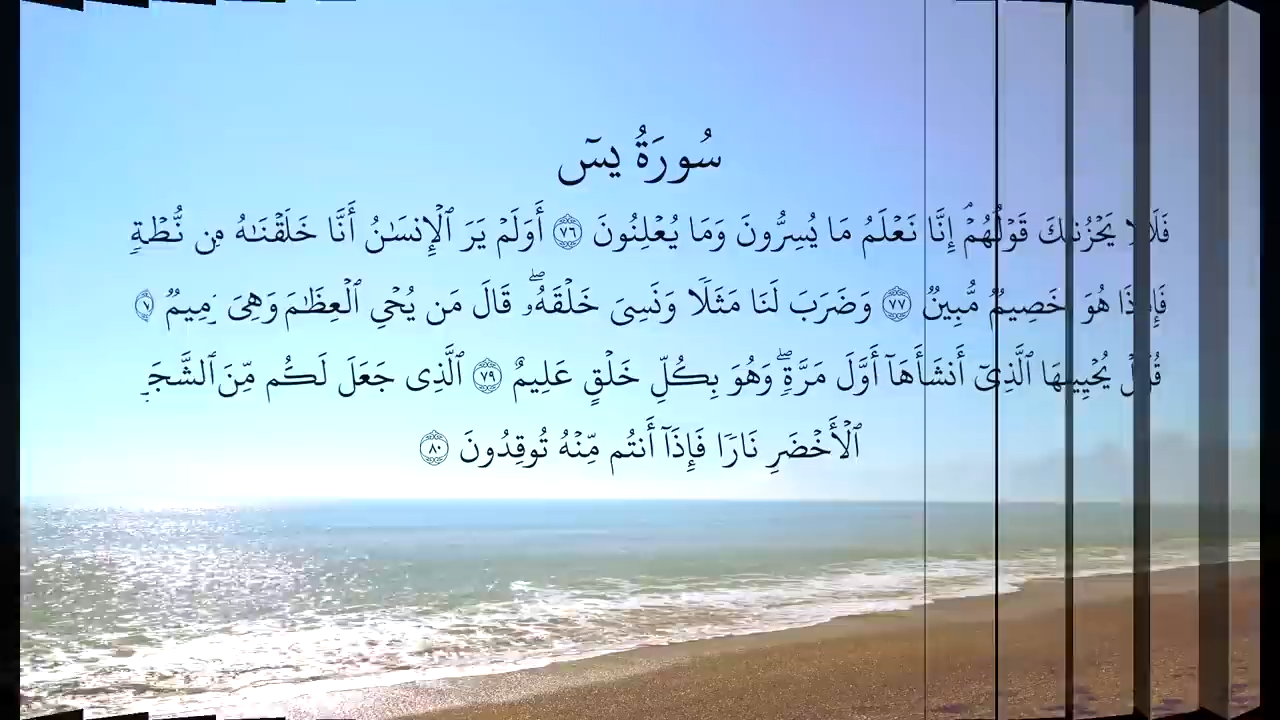 سُورَةُ يسٓ
فَلَا يَحْزُنكَ قَوْلُهُمْ ۘ إِنَّا نَعْلَمُ مَا يُسِرُّونَ وَمَا يُعْلِنُونَ ٧٦ أَوَلَمْ يَرَ ٱلْإِنسَـٰنُ أَنَّا خَلَقْنَـٰهُ مِن نُّطْفَةٍ
فَإِذَا هُوَ خَصِيمٌ مُّبِينٌ ٧٧ وَضَرَبَ لَنَا مَثَلًا وَنَسِىَ خَلْقَهُۥ ۖ قَالَ مَن يُحْىِ ٱلْعِظَـٰمَ وَهِىَ رَمِيمٌ
قُلْ يُحْيِيهَا ٱلَّذِىٓ أَنشَأَهَآ أَوَّلَ مَرَّةٍ ۖ وَهُوَ بِكُلِّ خَلْقٍ عَلِيمٌ ٧٩ ٱلَّذِى جَعَلَ لَكُم مِّنَ ٱلشَّجَرِ
ٱلْأَخْضَرِ نَارًا فَإِذَآ أَنتُم مِّنْهُ تُوقِدُونَ ٨٠